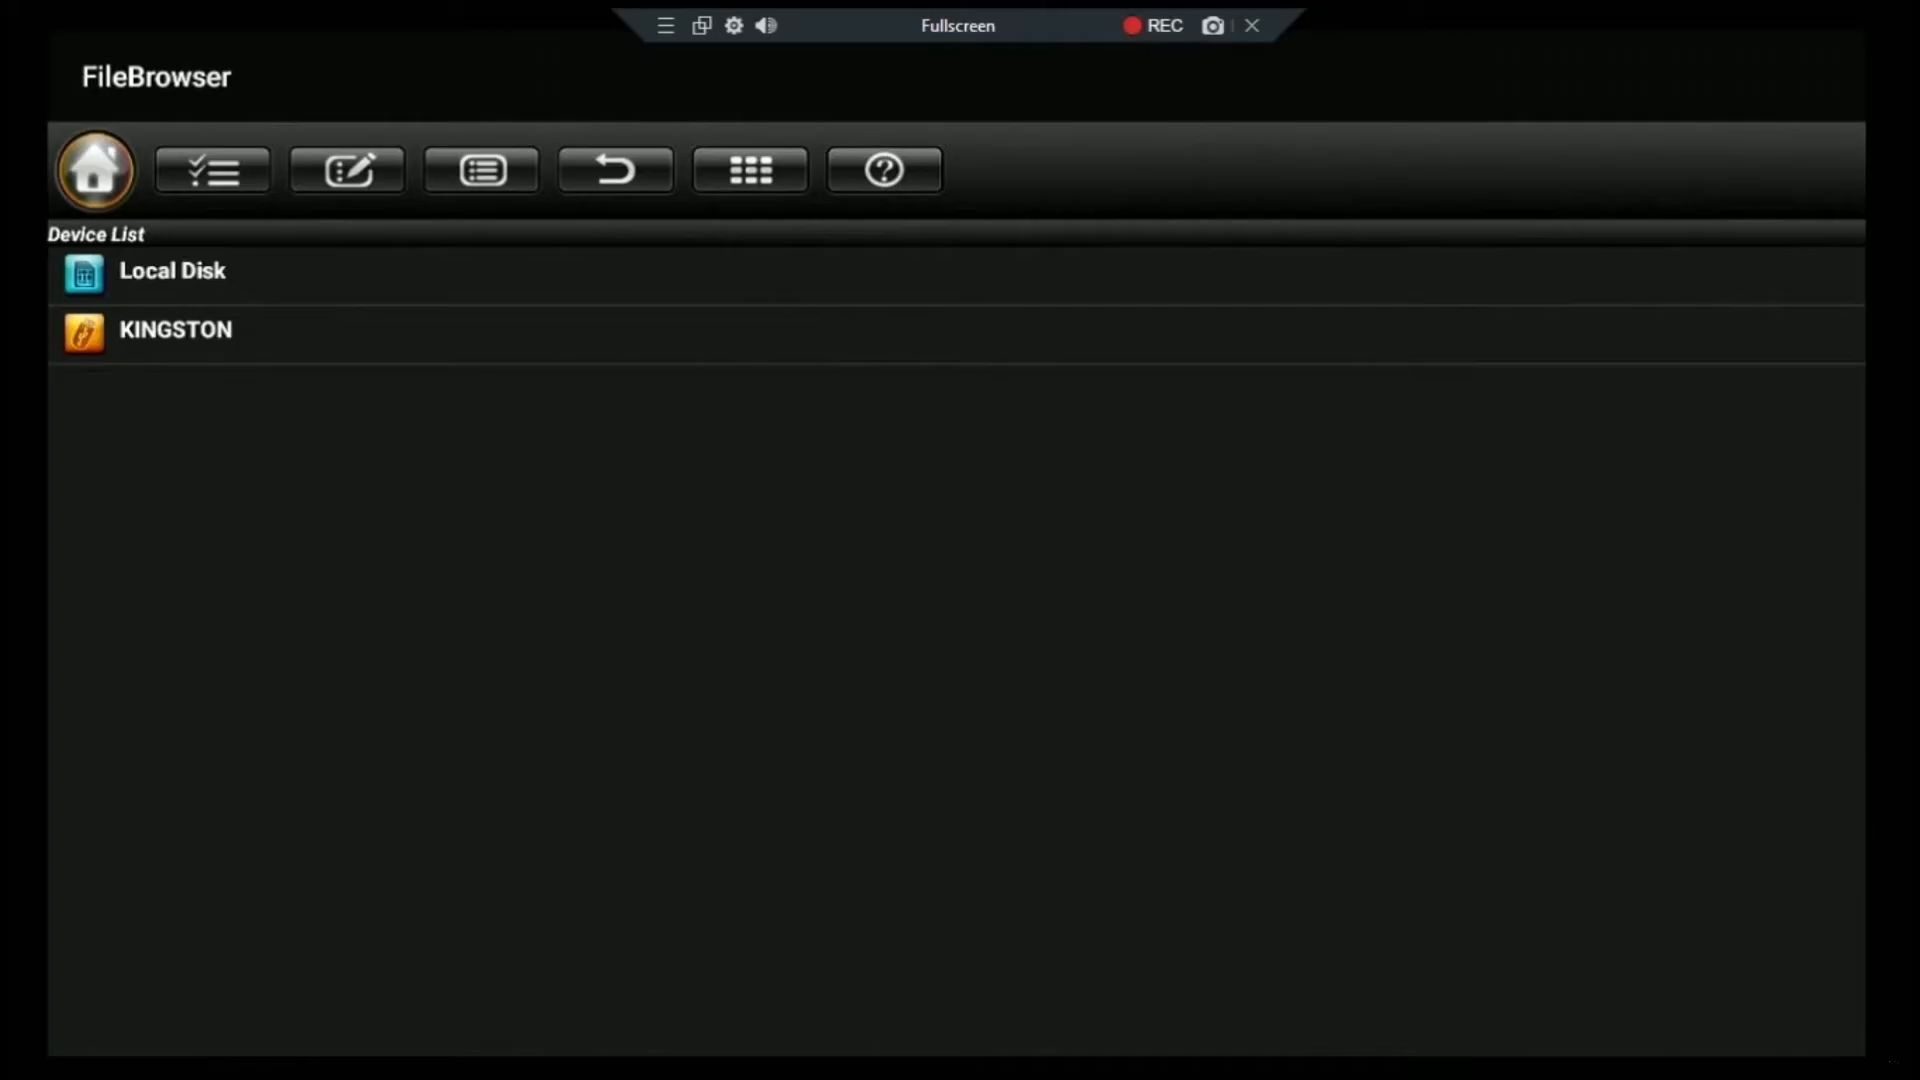 Fullscreen
REC
FileBrowser
Device List
Local Disk
KINGSTON